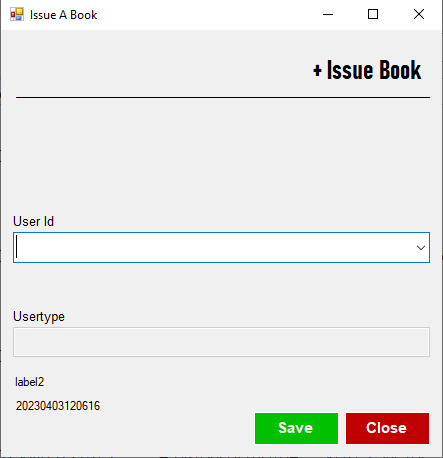 Issue A Book
+ Issue Book
User Id
Usertype
label2
20230403120616
Save Close